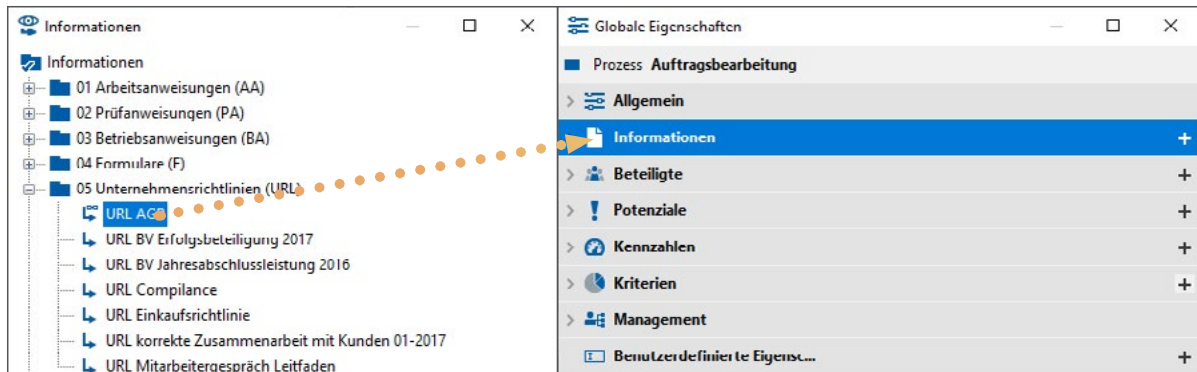 Informationen
Informationen
01 Arbeitsanweisungen (AA)
02 Prüfanweisungen (PA)
03 Betriebsanweisungen (BA)
04 Formulare (F)
05 Unternehmensrichtlinien (URL)
URL AGB
URL BV Erfolgsbeteiligung 2017
URL BV Jahresabschlussleistung 2016
URL Compilance
URL Einkaufsrichtlinie
URL korrekte Zusammenarbeit mit Kunden 01-2017
URL Mitarbeitergespräch Leitfaden
Globale Eigenschaften
Prozess Auftragsbearbeitung
Allgemein
Informationen
Beteiligte
Potenziale
Kennzahlen
Kriterien
Management
Benutzerdefinierte Eigensc...